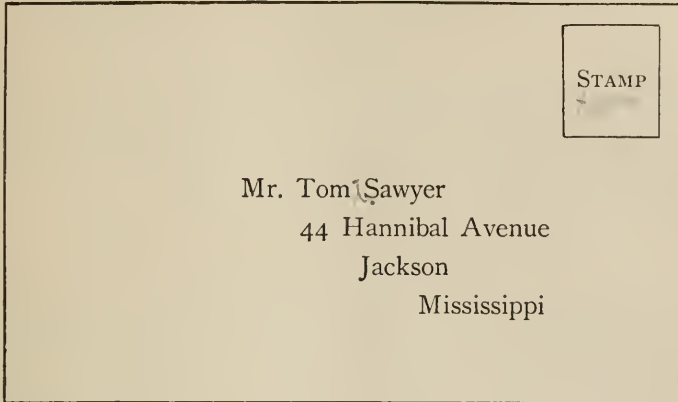 STAMP
Mr. Tom Sawyer
44 Hannibal Avenue
Jackson
Mississippi